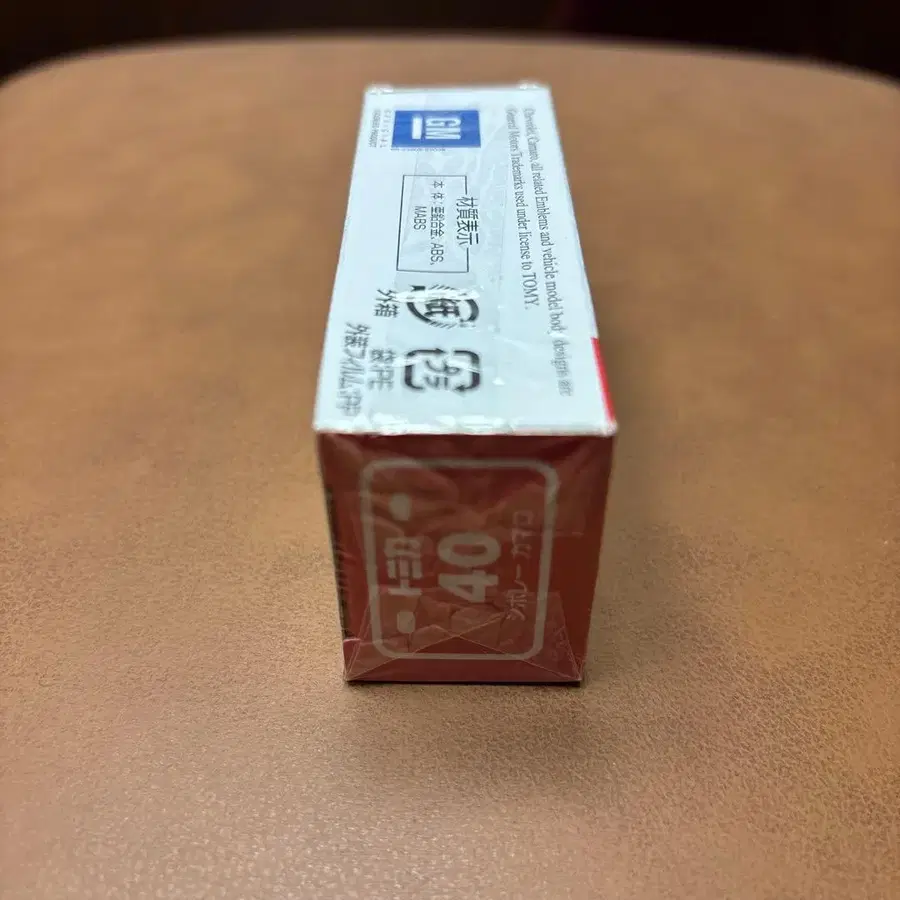 GM
Chevrolet, Camaro, all related Emblems and vehicle model body designs are
General Motors Trademarks used under license to TOMY.
材質表示
本 体：亜鉛合金、ABS、
MABS
紙
外箱
プラ
袋:PE
外装フィルム:PP
トミカ
40
シボレー カマロ